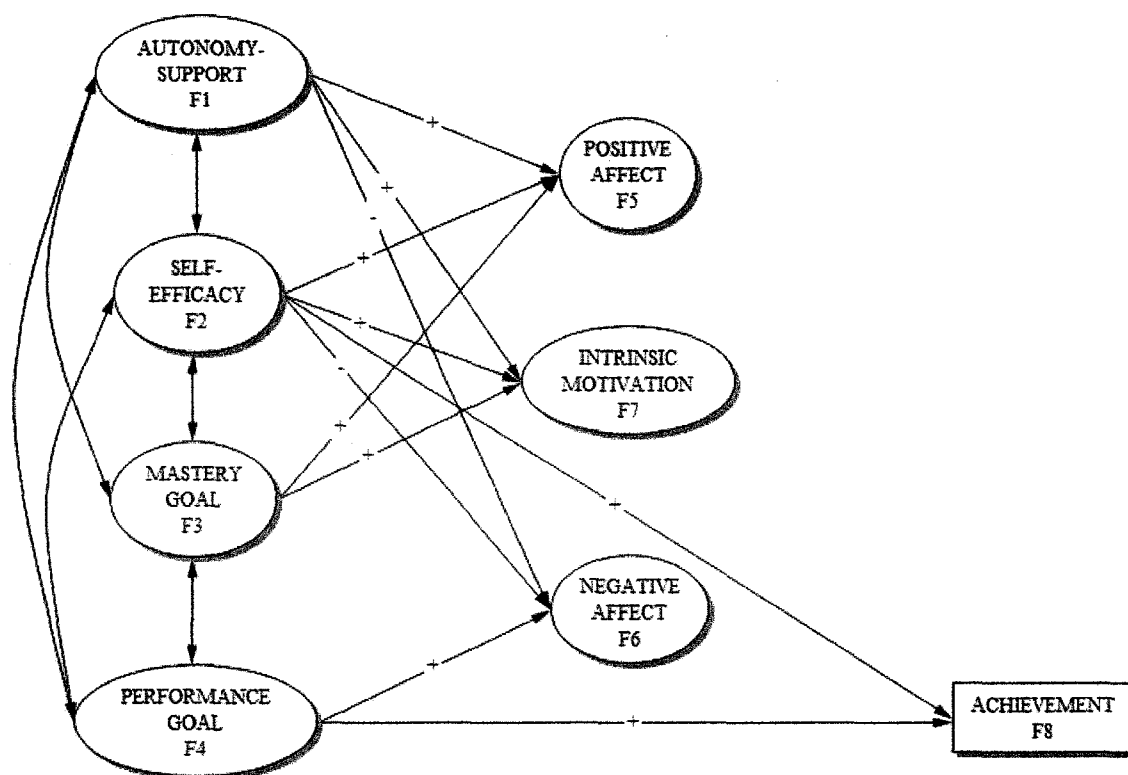 AUTONOMY-
SUPPORT
F1
POSITIVE
AFFECT
F5
SELF-
EFFICACY
F2
INTRINSIC
MOTIVATION
F7
MASTERY
GOAL
F3
NEGATIVE
AFFECT
F6
PERFORMANCE
GOAL
F4
ACHIEVEMENT
F8
+
+
-
+
+
-
+
+
+
+
+